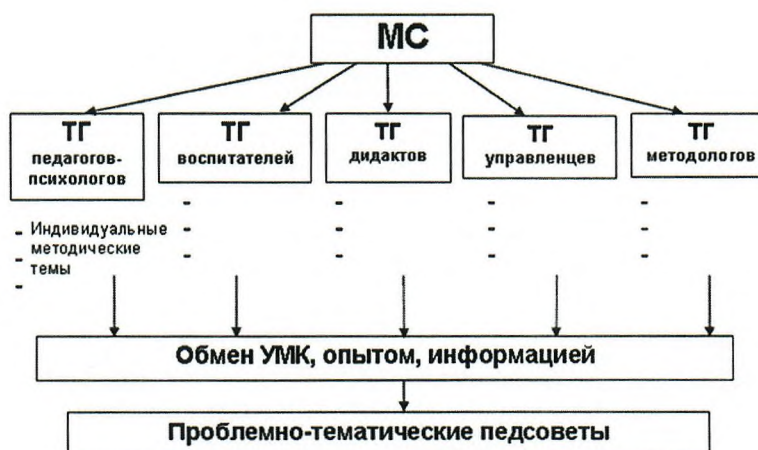 МС
ТГ
педагогов-
психологов
ТГ
воспитателей
ТГ
дидактов
ТГ
управленцев
ТГ
методологов
- Индивидуальные
- методические
- темы
Обмен УМК, опытом, информацией
Проблемно-тематические педсоветы